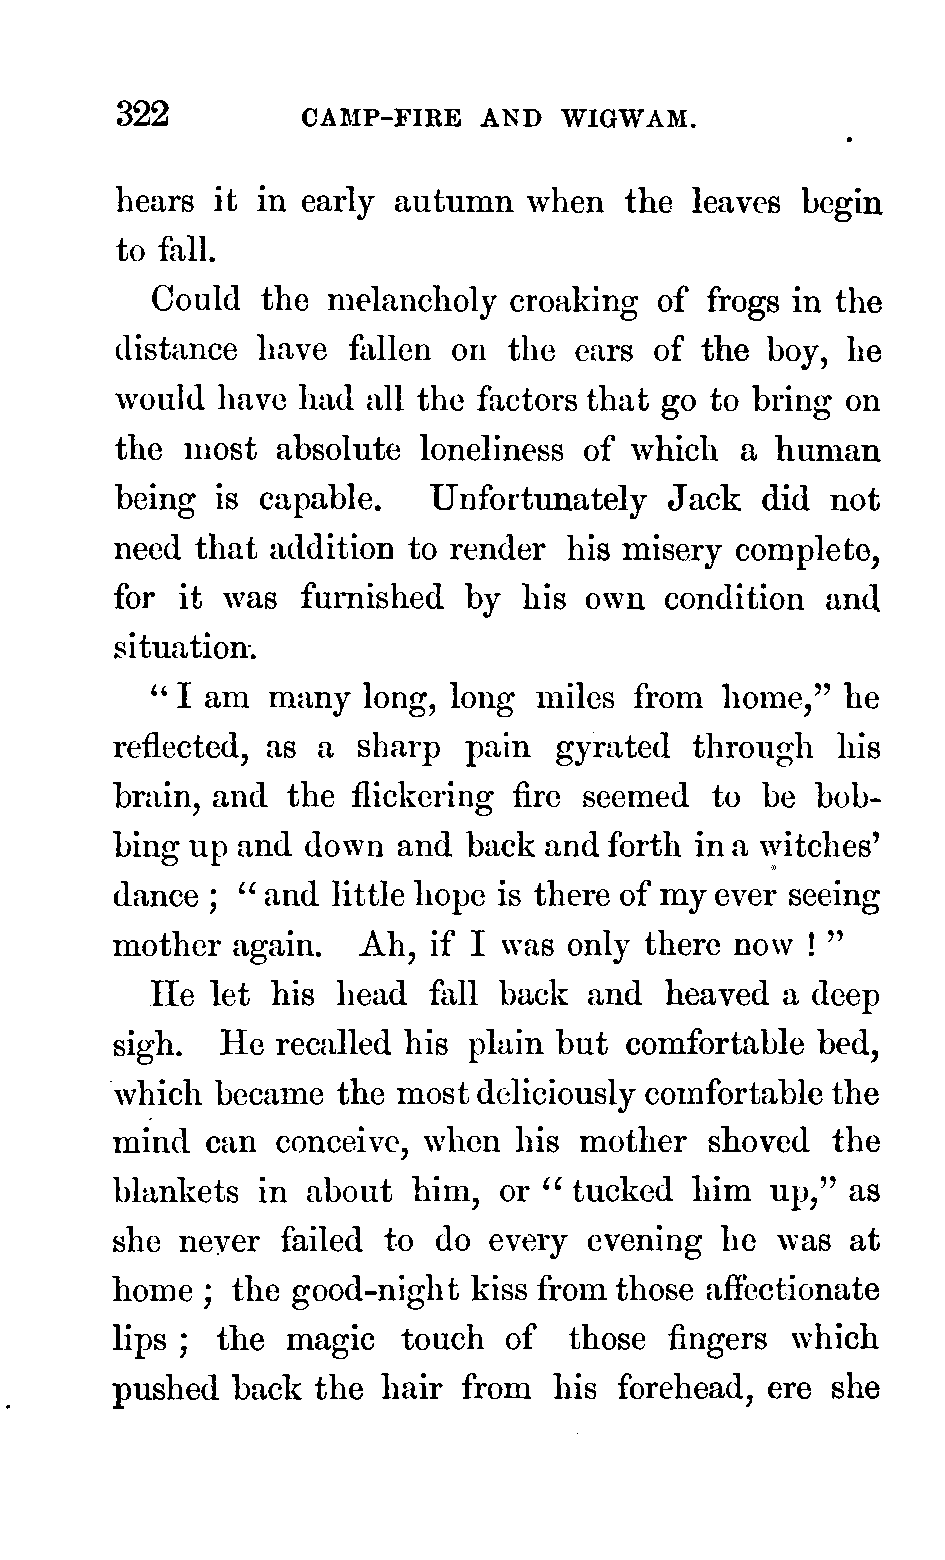 322 CAMP-FIRE AND WIGWAM.
hears it in early autumn when the leaves begin
to fall.
Could the melancholy croaking of frogs in the
distance have fallen on the ears of the boy, he
would have had all the factors that go to bring on
the most absolute loneliness of which a human
being is capable. Unfortunately Jack did not
need that addition to render his misery complete,
for it was furnished by his own condition and
situation.
“ I am many long, long miles from home,” he
reflected, as a sharp pain gyrated through his
brain, and the flickering fire seemed to be bob-
bing up and down and back and forth in a witches’
dance ; “ and little hope is there of my ever seeing
mother again. Ah, if I was only there now ! ”
He let his head fall back and heaved a deep
sigh. He recalled his plain but comfortable bed,
which became the most deliciously comfortable the
mind can conceive, when his mother shoved the
blankets in about him, or “ tucked him up,” as
she never failed to do every evening he was at
home ; the good-night kiss from those affectionate
lips ; the magic touch of those fingers which
pushed back the hair from his forehead, ere she